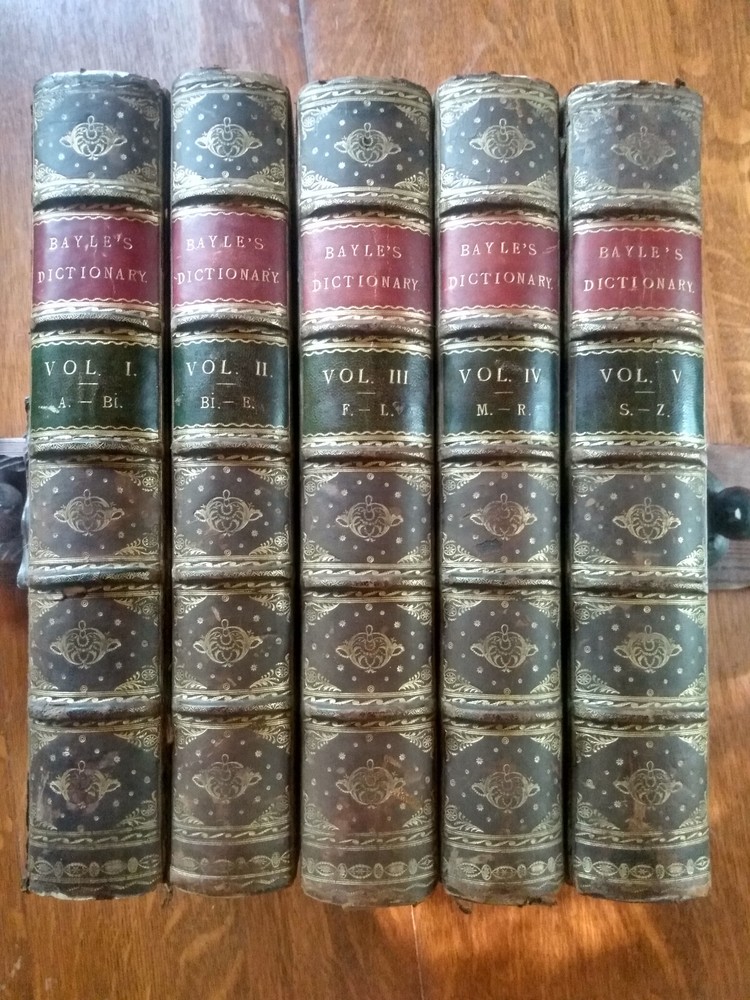 BAYLE'S
DICTIONARY.
VOL. I.
A. – Bi.
BAYLE'S
DICTIONARY.
VOL. II.
Bi. – E.
BAYLE'S
DICTIONARY.
VOL. III
F. – L.
BAYLE'S
DICTIONARY.
VOL. IV
M. – R.
BAYLE'S
DICTIONARY.
VOL. V
S. – Z.